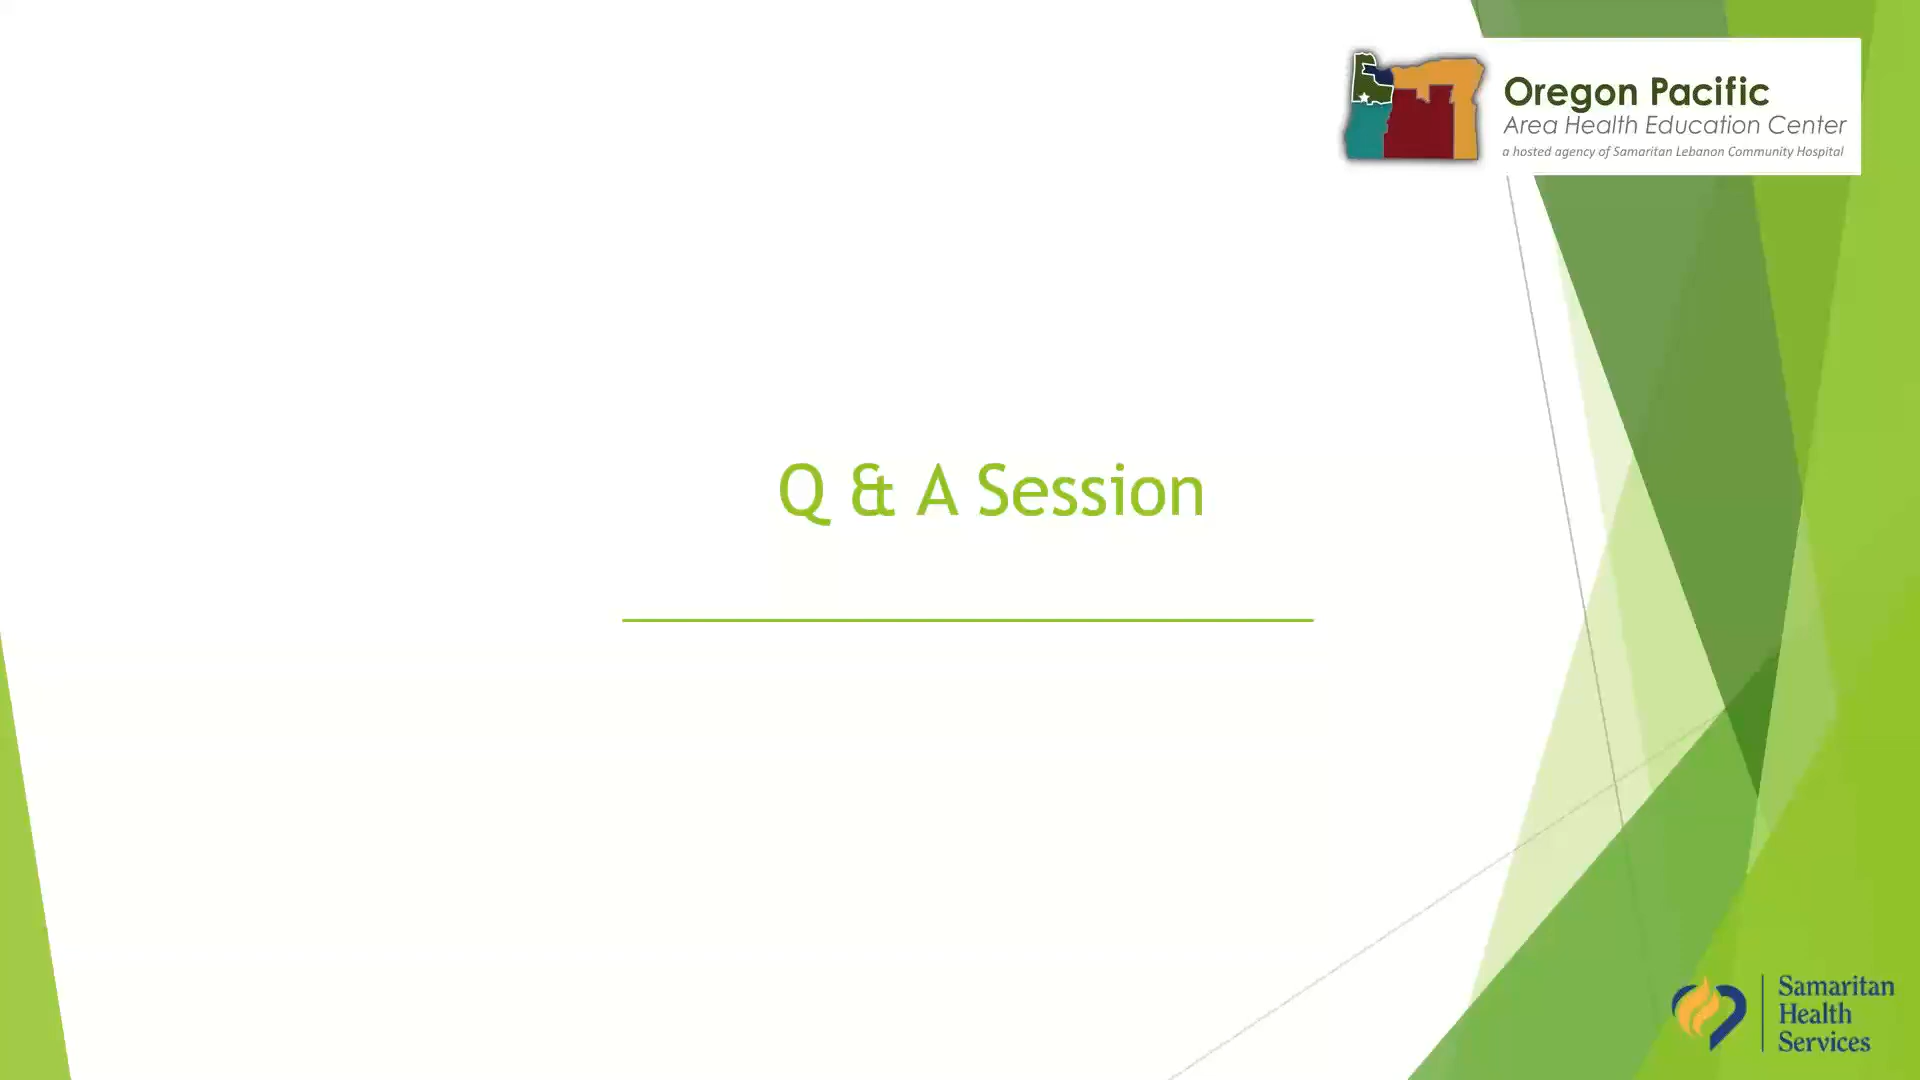 Oregon Pacific
Area Health Education Center
a hosted agency of Samaritan Lebanon Community Hospital
Q & A Session
Samaritan
Health
Services